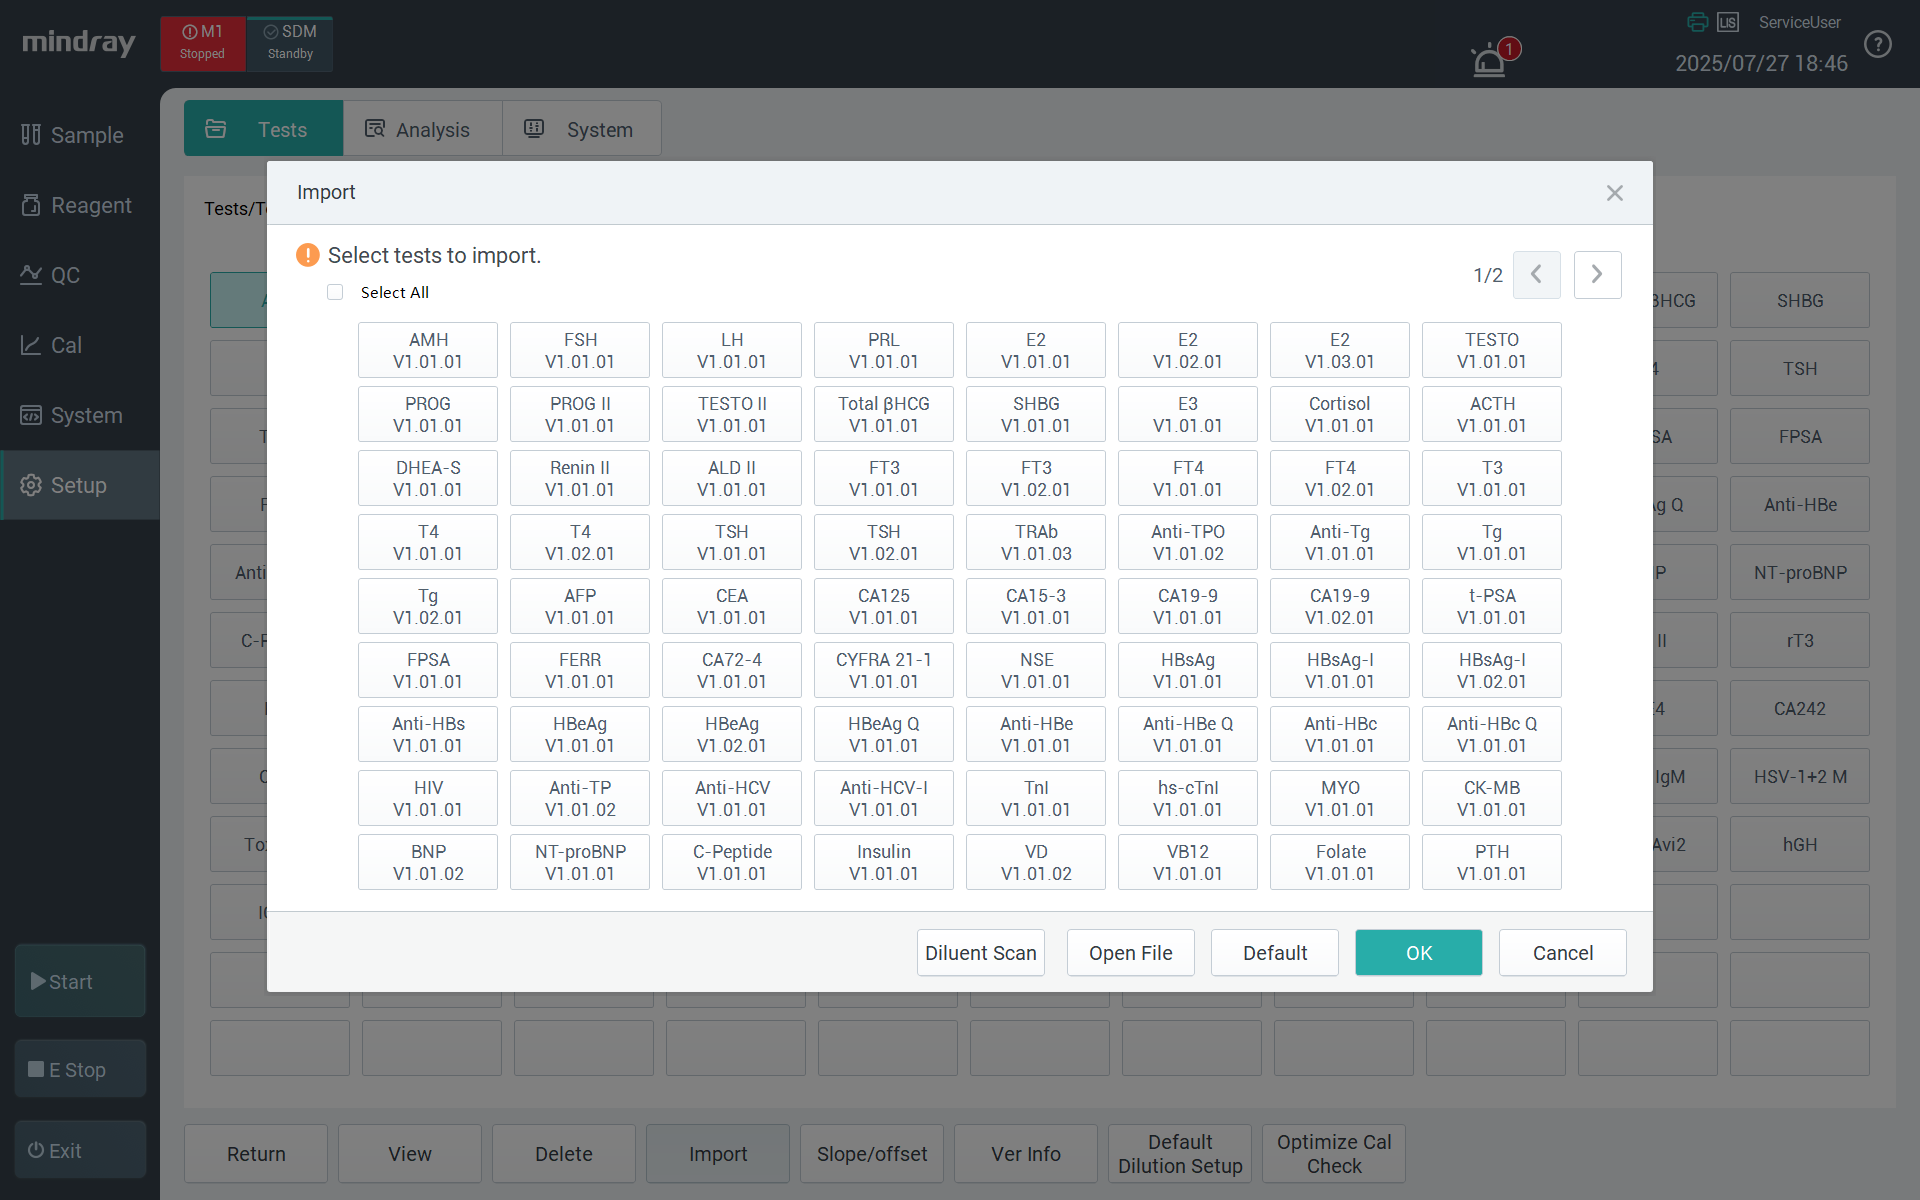 mindray
M1
Stopped
SDM
Standby
1
LIS
ServiceUser
2025/07/27 18:46
?
Sample
Reagent
QC
Cal
System
Setup
Start
E Stop
Exit
Tests
Analysis
System
Import
Select tests to import.
Select All
1/2
AMH
V1.01.01
FSH
V1.01.01
LH
V1.01.01
PRL
V1.01.01
E2
V1.01.01
E2
V1.02.01
E2
V1.03.01
TESTO
V1.01.01
PROG
V1.01.01
PROG II
V1.01.01
TESTO II
V1.01.01
Total βHCG
V1.01.01
SHBG
V1.01.01
E3
V1.01.01
Cortisol
V1.01.01
ACTH
V1.01.01
DHEA-S
V1.01.01
Renin II
V1.01.01
ALD II
V1.01.01
FT3
V1.01.01
FT3
V1.02.01
FT4
V1.01.01
FT4
V1.02.01
T3
V1.01.01
T4
V1.01.01
T4
V1.02.01
TSH
V1.01.01
TSH
V1.02.01
TRAb
V1.01.03
Anti-TPO
V1.01.02
Anti-Tg
V1.01.01
Tg
V1.01.01
Tg
V1.02.01
AFP
V1.01.01
CEA
V1.01.01
CA125
V1.01.01
CA15-3
V1.01.01
CA19-9
V1.01.01
CA19-9
V1.02.01
t-PSA
V1.01.01
FPSA
V1.01.01
FERR
V1.01.01
CA72-4
V1.01.01
CYFRA 21-1
V1.01.01
NSE
V1.01.01
HBsAg
V1.01.01
HBsAg-I
V1.01.01
HBsAg-I
V1.02.01
Anti-HBs
V1.01.01
HBeAg
V1.01.01
HBeAg
V1.02.01
HBeAg Q
V1.01.01
Anti-HBe
V1.01.01
Anti-HBe Q
V1.01.01
Anti-HBc
V1.01.01
Anti-HBc Q
V1.01.01
HIV
V1.01.01
Anti-TP
V1.01.02
Anti-HCV
V1.01.01
Anti-HCV-I
V1.01.01
TnI
V1.01.01
hs-cTnI
V1.01.01
MYO
V1.01.01
CK-MB
V1.01.01
BNP
V1.01.02
NT-proBNP
V1.01.01
C-Peptide
V1.01.01
Insulin
V1.01.01
VD
V1.01.02
VB12
V1.01.01
Folate
V1.01.01
PTH
V1.01.01
Diluent Scan
Open File
Default
OK
Cancel
SHBG
TSH
FPSA
Anti-HBe
NT-proBNP
rT3
CA242
IgM
HSV-1+2 M
hGH
Return
View
Delete
Import
Slope/offset
Ver Info
Default
Dilution Setup
Optimize Cal
Check